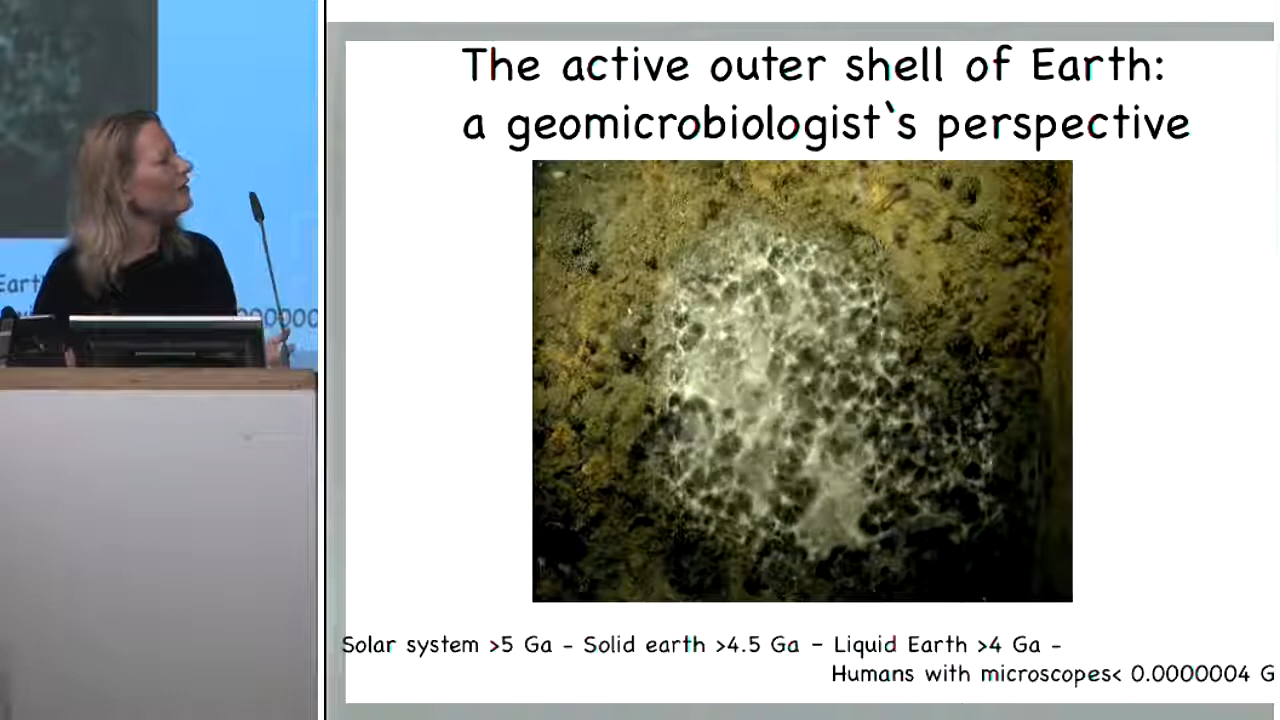 The active outer shell of Earth:
a geomicrobiologist`s perspective
Solar system >5 Ga - Solid earth >4.5 Ga – Liquid Earth >4 Ga -
Humans with microscopes< 0.0000004 G